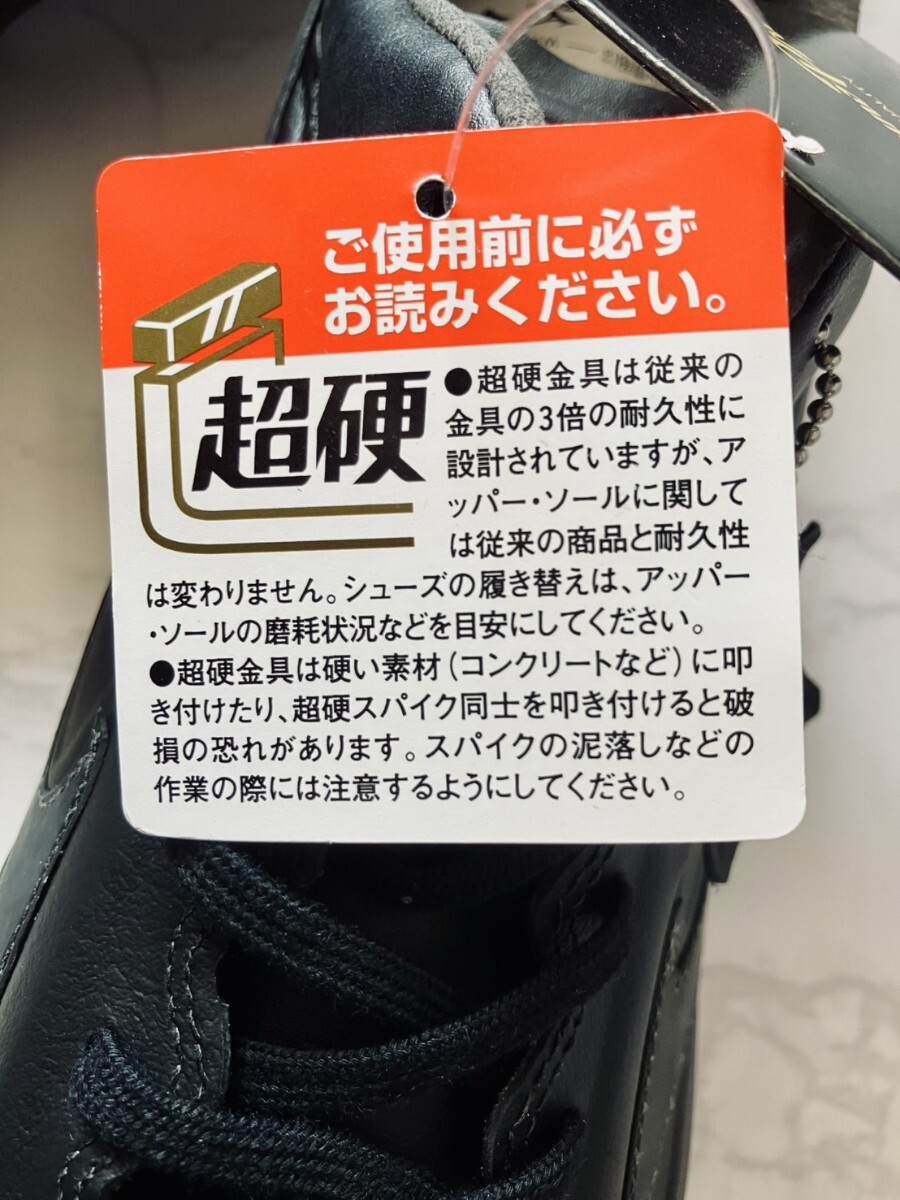 ご使用前に必ず
お読みください。
超硬
●超硬金具は従来の
金具の3倍の耐久性に
設計されていますが、ア
ッパー・ソールに関して
は従来の商品と耐久性
は変わりません。シューズの履き替えは、アッパー
・ソールの磨耗状況などを目安にしてください。
●超硬金具は硬い素材(コンクリートなど)に叩
き付けたり、超硬スパイク同士を叩き付けると破
損の恐れがあります。スパイクの泥落しなどの
作業の際には注意するようにしてください。